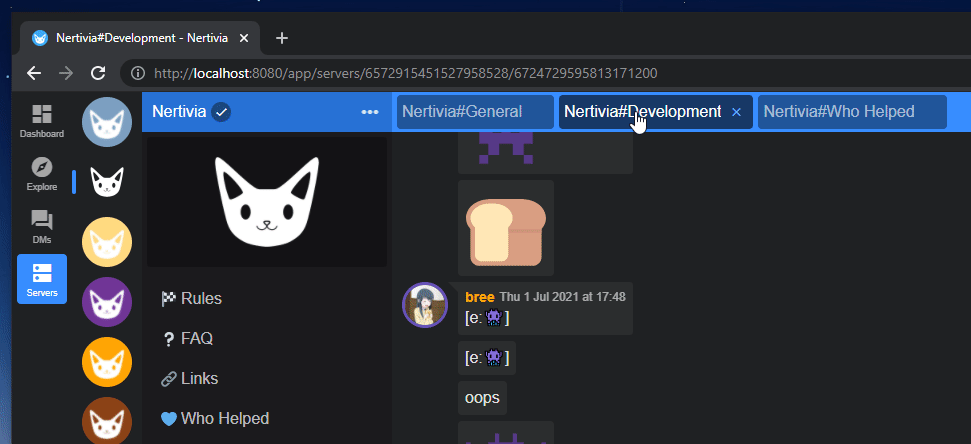 Nertivia#Development - Nertivia
http://localhost:8080/app/servers/6572915451527958528/6724729595813171200
Dashboard
Explore
DMs
Servers
Nertivia
Nertivia#General
Nertivia#Development
Nertivia#Who Helped
Rules
FAQ
Links
Who Helped
bree Thu 1 Jul 2021 at 17:48
[e:👾]
[e:👾]
oops